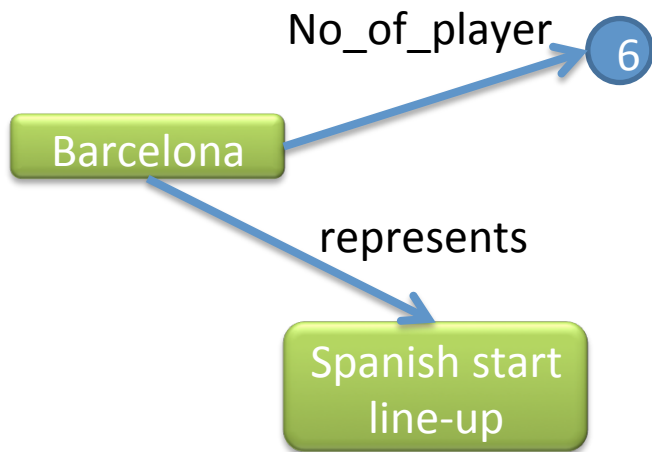 No_of_player
6
Barcelona
represents
Spanish start
line-up